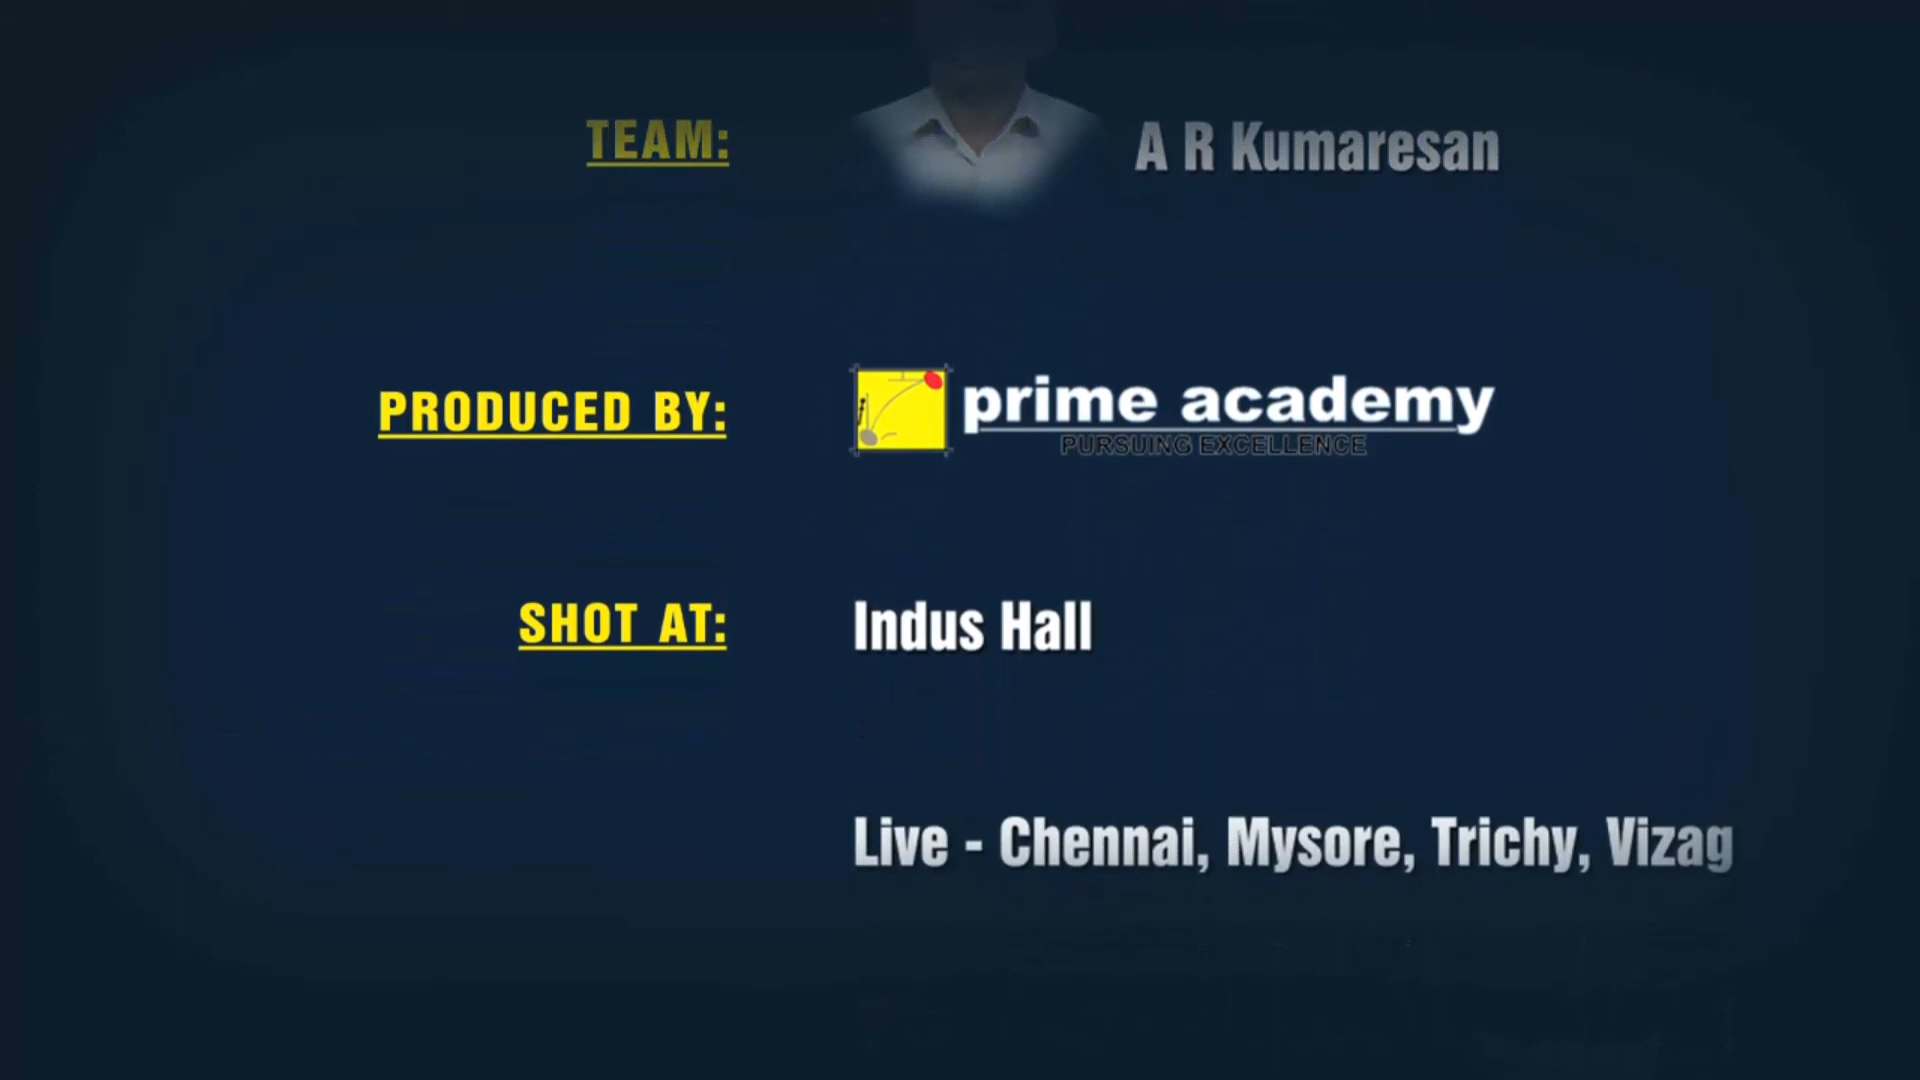 TEAM: A R Kumaresan
PRODUCED BY: prime academy
PURSUING EXCELLENCE
SHOT AT: Indus Hall
Live - Chennai, Mysore, Trichy, Vizag